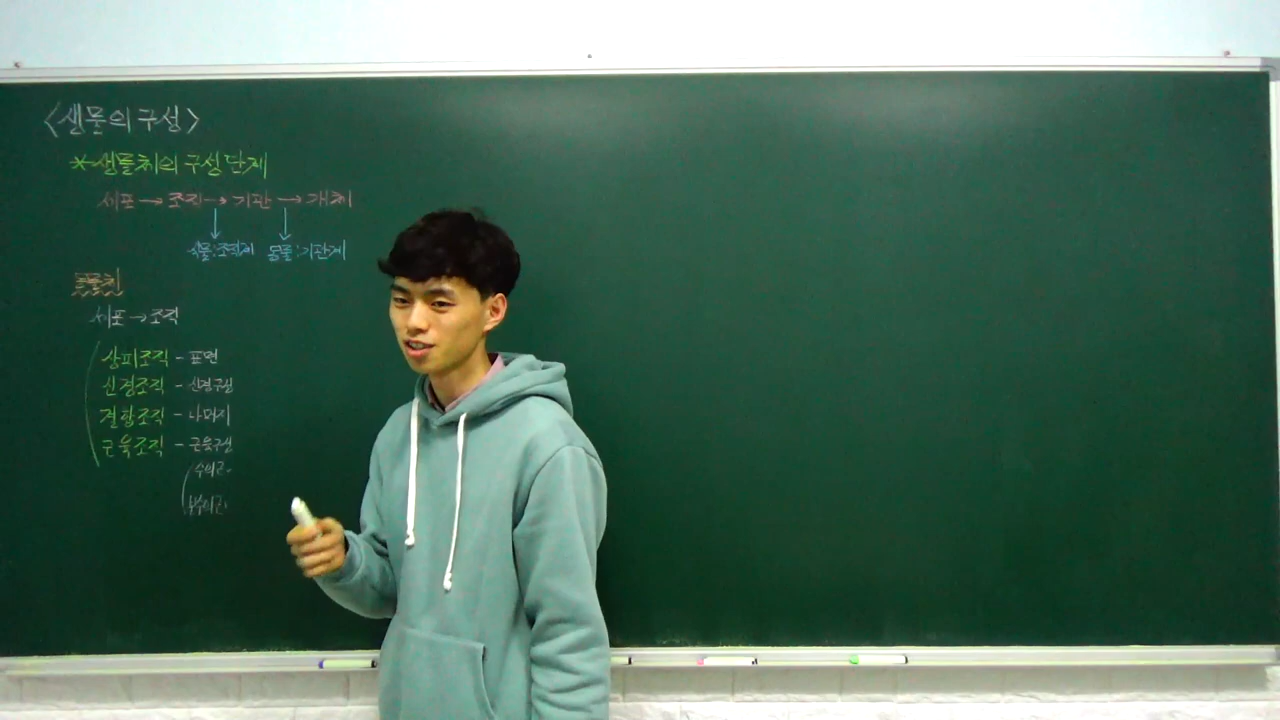 <생물의 구성>
*생물체의 구성 단계
세포 → 조직 → 기관 → 개체
식물:조직계 동물:기관계
동물체
세포 → 조직
상피조직 - 표면
신경조직 - 신경구성
결합조직 - 나머지
근육조직 - 근육구성
수의근
불수의근